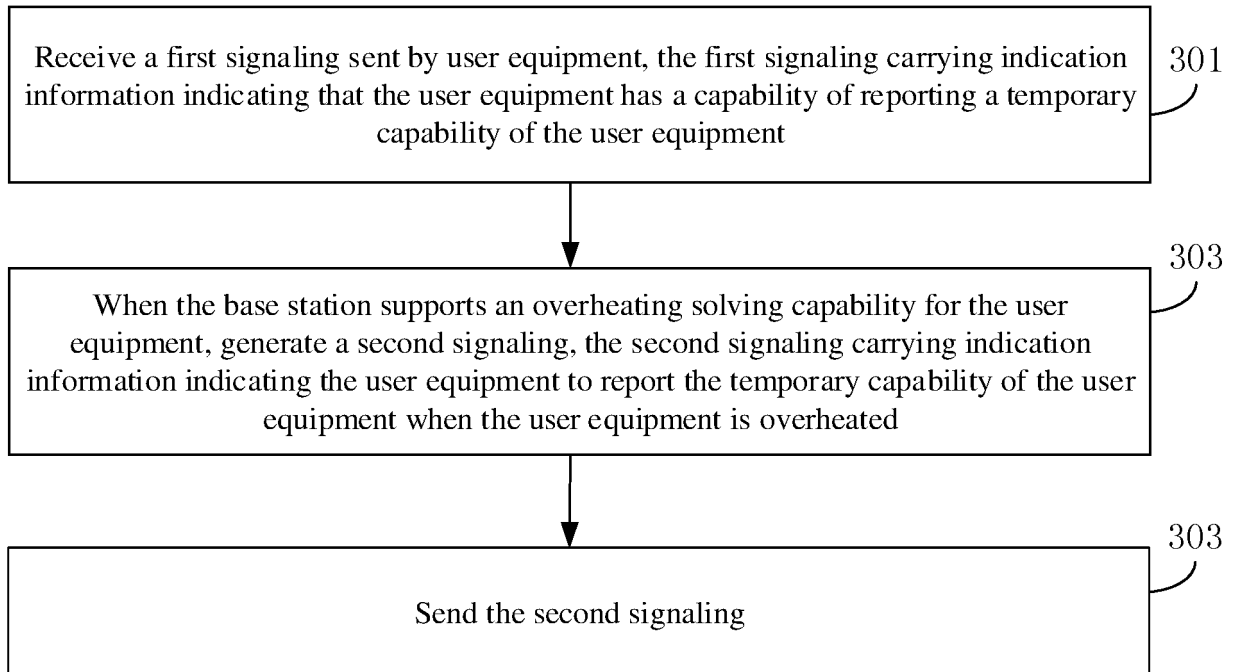 Receive a first signaling sent by user equipment, the first signaling carrying indication
information indicating that the user equipment has a capability of reporting a temporary
capability of the user equipment
301
When the base station supports an overheating solving capability for the user
equipment, generate a second signaling, the second signaling carrying indication
information indicating the user equipment to report the temporary capability of the user
equipment when the user equipment is overheated
303
Send the second signaling
303